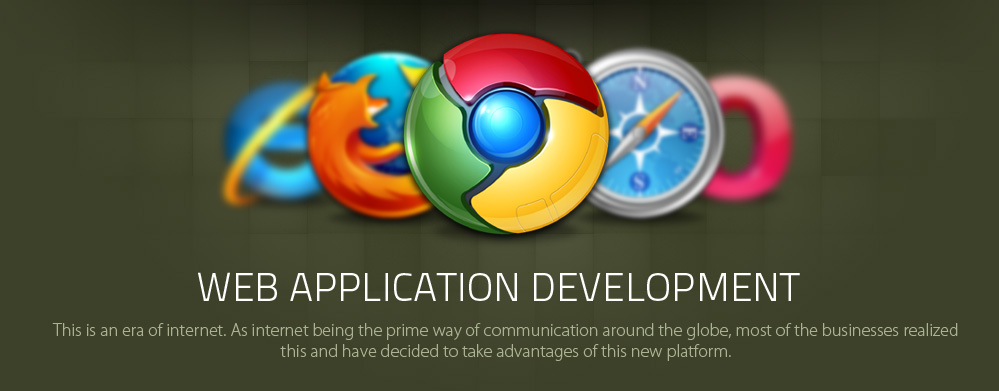 WEB APPLICATION DEVELOPMENT
This is an era of internet. As internet being the prime way of communication around the globe, most of the businesses realized
this and have decided to take advantages of this new platform.